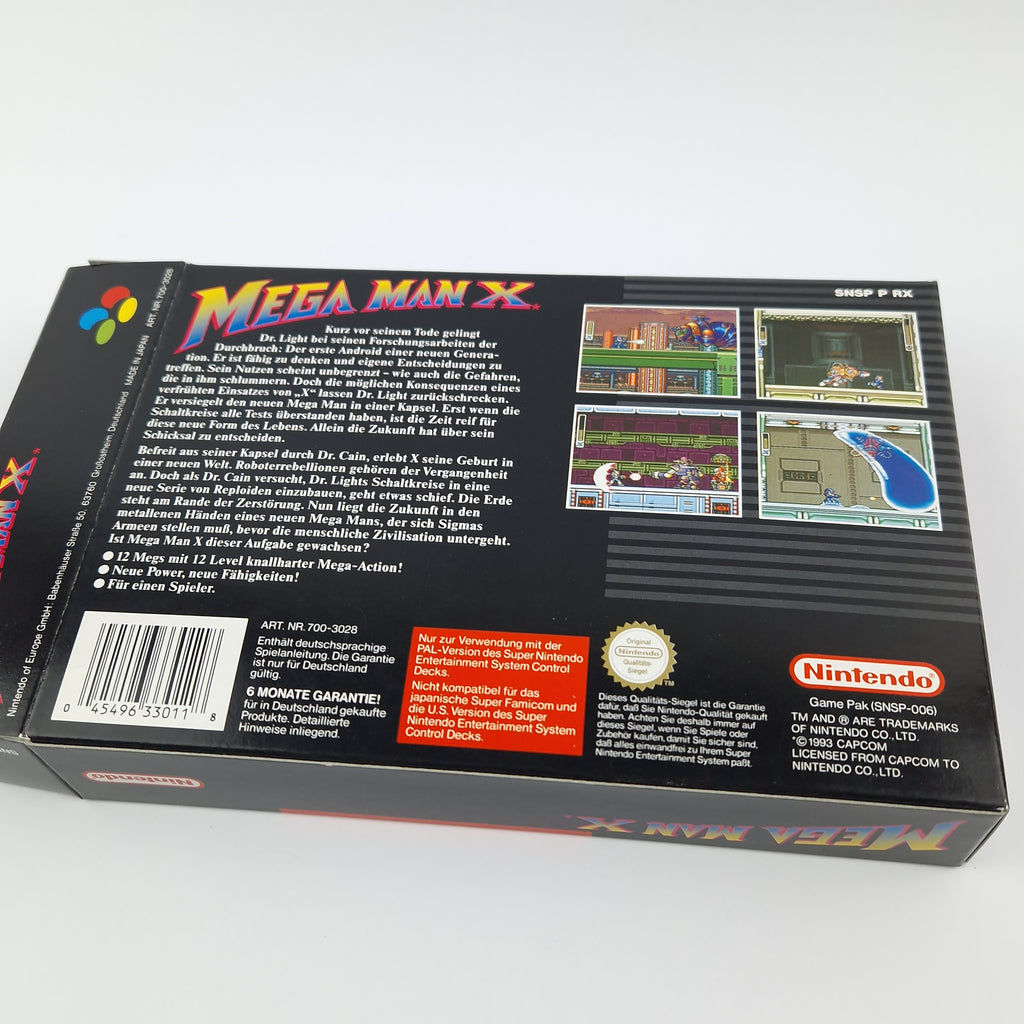 MEGA MAN X
SNSP P RX
Kurz vor seinem Tode gelingt
Dr. Light bei seinen Forschungsarbeiten der
Durchbruch: Der erste Android einer neuen Genera-
tion. Er ist fähig zu denken und eigene Entscheidungen zu
treffen. Sein Nutzen scheint unbegrenzt – wie auch die Gefahren,
die in ihm schlummern. Doch die möglichen Konsequenzen eines
verfrühten Einsatzes von „X“ lassen Dr. Light zurückschrecken.
Er versiegelt den neuen Mega Man in einer Kapsel. Erst wenn die
Schaltkreise alle Tests überstanden haben, ist die Zeit reif für
diese neue Form des Lebens. Allein die Zukunft hat über sein
Schicksal zu entscheiden.
Befreit aus seiner Kapsel durch Dr. Cain, erlebt X seine Geburt in
einer neuen Welt. Roboterrebellionen gehören der Vergangenheit
an. Doch als Dr. Cain versucht, Dr. Lights Schaltkreise in eine
neue Serie von Reploiden einzubauen, geht etwas schief. Die Erde
steht am Rande der Zerstörung. Nun liegt die Zukunft in den
metallenen Händen eines neuen Mega Mans, der sich Sigmas
Armeen stellen muß, bevor die menschliche Zivilisation untergeht.
Ist Mega Man X dieser Aufgabe gewachsen?
● 12 Megs mit 12 Level knallharter Mega-Action!
● Neue Power, neue Fähigkeiten!
● Für einen Spieler.
0 45496 33011 8
ART. NR. 700-3028
Enthält deutschsprachige
Spielanleitung. Die Garantie
ist nur für Deutschland
gültig.
6 MONATE GARANTIE!
für in Deutschland gekaufte
Produkte. Detaillierte
Hinweise inliegend.
Nur zur Verwendung mit der
PAL-Version des Super Nintendo
Entertainment System Control
Decks.
Nicht kompatibel für das
japanische Super Famicom und
die U.S. Version des Super
Nintendo Entertainment System
Control Decks.
Original
Nintendo
Qualitäts-
Siegel
TM
Dieses Qualitäts-Siegel ist die Garantie
dafür, daß Sie Nintendo-Qualität gekauft
haben. Achten Sie deshalb immer auf
dieses Siegel, wenn Sie Spiele oder
Zubehör kaufen, damit Sie sicher sind,
daß alles einwandfrei zu Ihrem Super
Nintendo Entertainment System paßt.
Nintendo®
Game Pak (SNSP-006)
TM AND ® ARE TRADEMARKS
OF NINTENDO CO., LTD.
© 1993 CAPCOM
LICENSED FROM CAPCOM TO
NINTENDO CO., LTD.
Nintendo of Europe GmbH: Babenhäuser Straße 50, 63760 Großostheim, Deutschland MADE IN JAPAN ART. NR. 700-3028
Nintendo
MEGA MAN X